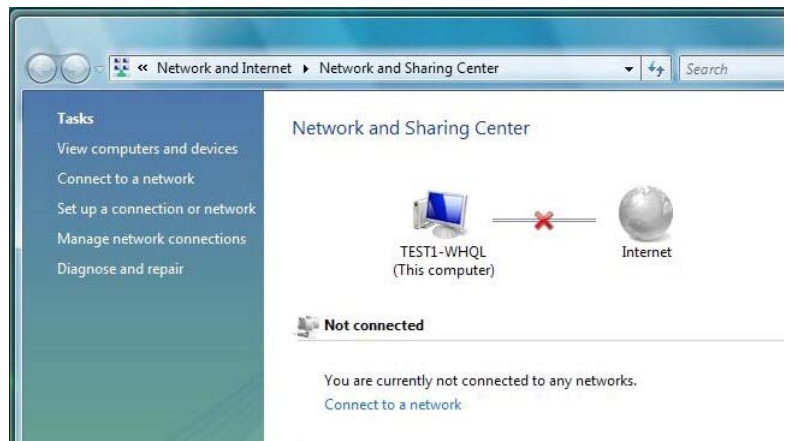 « Network and Internet ▸ Network and Sharing Center
Search
Tasks
View computers and devices
Connect to a network
Set up a connection or network
Manage network connections
Diagnose and repair
Network and Sharing Center
TEST1-WHQL
(This computer)
Internet
Not connected
You are currently not connected to any networks.
Connect to a network